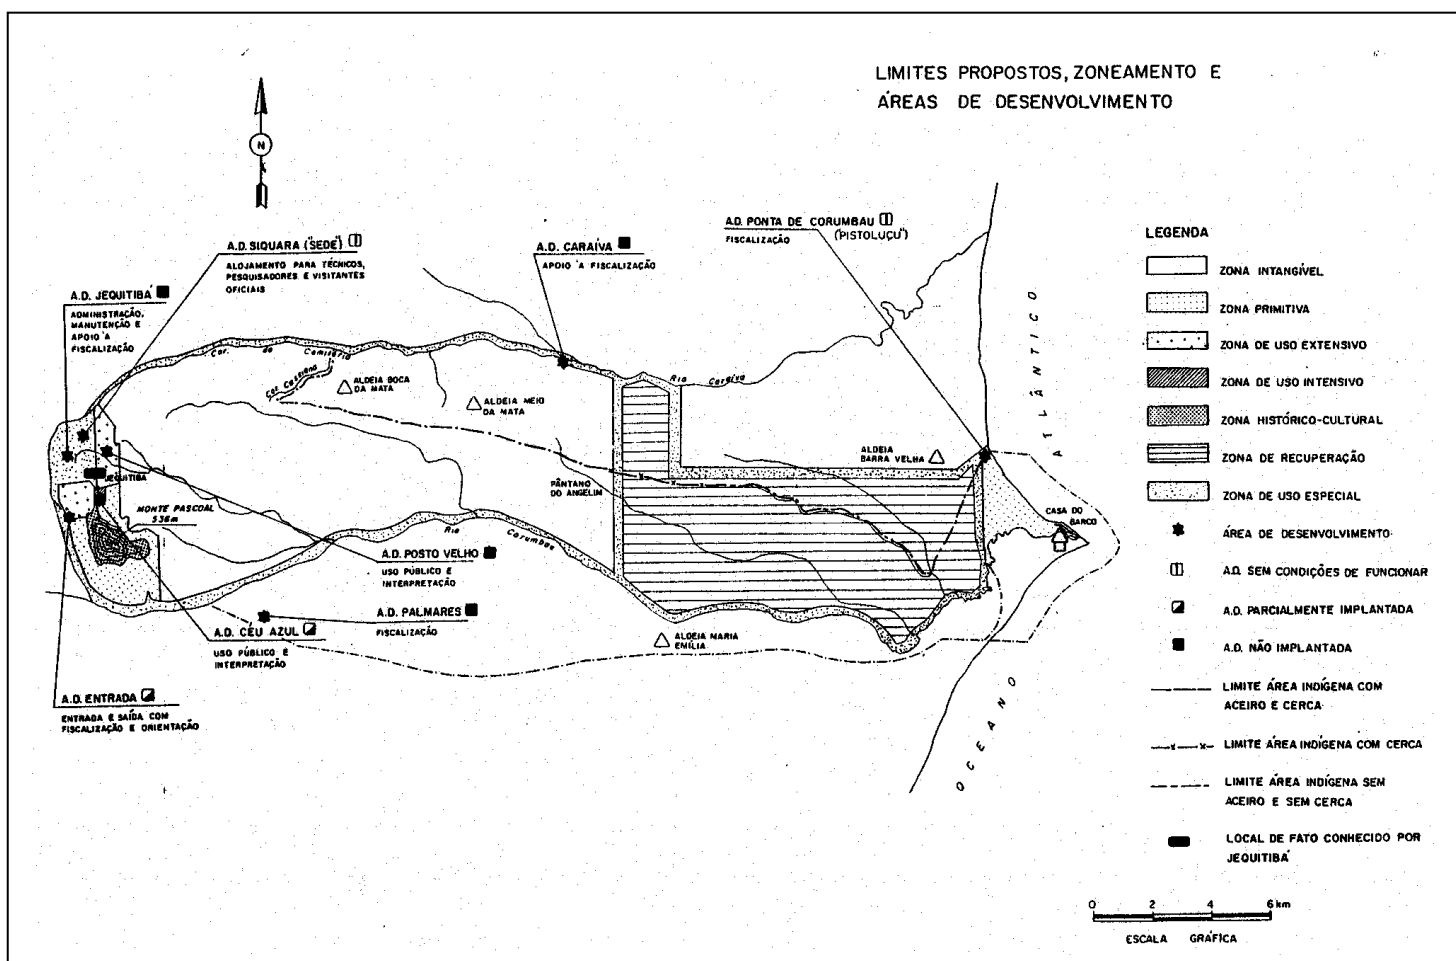 LIMITES PROPOSTOS, ZONEAMENTO E
ÁREAS DE DESENVOLVIMENTO
N
A.D. SIQUARA ("SEDE")
ALOJAMENTO PARA TÉCNICOS,
PESQUISADORES E VISITANTES
OFICIAIS
A.D. CARAÍVA
APOIO À FISCALIZAÇÃO
A.D. PONTA DE CORUMBAU
("PISTOLUÇU")
FISCALIZAÇÃO
A.D. JEQUITIBÁ
ADMINISTRAÇÃO,
MANUTENÇÃO E
APOIO À
FISCALIZAÇÃO
Cor. do Cemitério
Cor. Cassiano
ALDEIA BOCA
DA MATA
ALDEIA MEIO
DA MATA
Rio Caraíva
ALDEIA
BARRA VELHA
JEQUITIBA
PÂNTANO
DO ANGELIM
MONTE PASCOAL
536m
Rio Corumbau
CASA DO
BARCO
A.D. POSTO VELHO
USO PÚBLICO E
INTERPRETAÇÃO
A.D. PALMARES
FISCALIZAÇÃO
A.D. CÉU AZUL
USO PÚBLICO E
INTERPRETAÇÃO
ALDEIA MARIA
EMÍLIA
A.D. ENTRADA
ENTRADA E SAÍDA COM
FISCALIZAÇÃO E ORIENTAÇÃO
OCEANO
ATLÂNTICO
LEGENDA
ZONA INTANGÍVEL
ZONA PRIMITIVA
ZONA DE USO EXTENSIVO
ZONA DE USO INTENSIVO
ZONA HISTÓRICO-CULTURAL
ZONA DE RECUPERAÇÃO
ZONA DE USO ESPECIAL
ÁREA DE DESENVOLVIMENTO
A.D. SEM CONDIÇÕES DE FUNCIONAR
A.D. PARCIALMENTE IMPLANTADA
A.D. NÃO IMPLANTADA
LIMITE ÁREA INDÍGENA COM
ACEIRO E CERCA
LIMITE ÁREA INDÍGENA COM CERCA
LIMITE ÁREA INDÍGENA SEM
ACEIRO E SEM CERCA
LOCAL DE FATO CONHECIDO POR
JEQUITIBÁ
0 2 4 6 km
ESCALA GRÁFICA